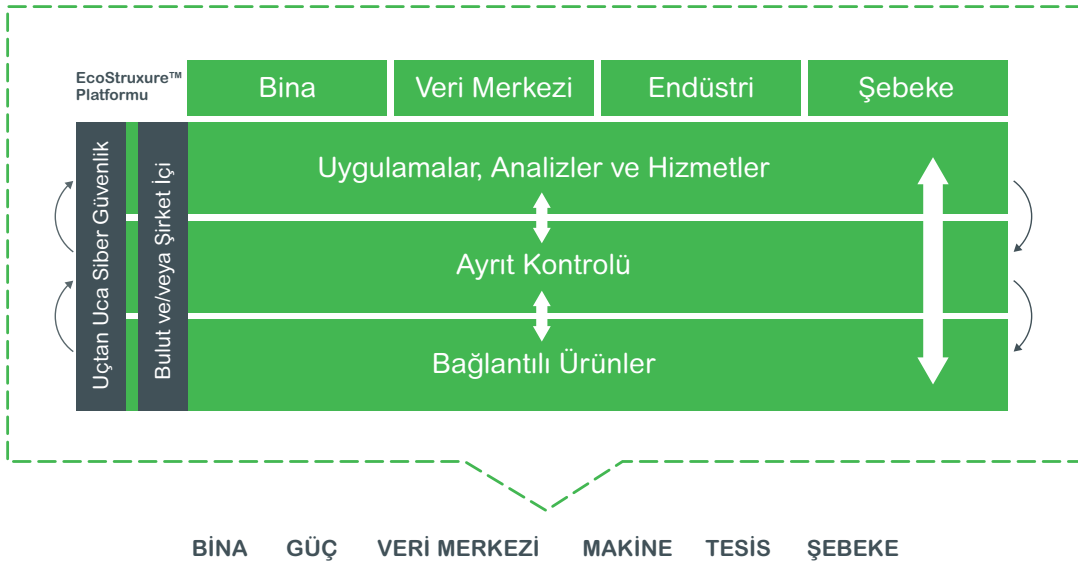 EcoStruxure™
Platformu
Bina
Veri Merkezi
Endüstri
Şebeke
Uçtan Uca Siber Güvenlik
Bulut ve/veya Şirket İçi
Uygulamalar, Analizler ve Hizmetler
Ayrıt Kontrolü
Bağlantılı Ürünler
BİNA GÜÇ VERİ MERKEZİ MAKİNE TESİS ŞEBEKE